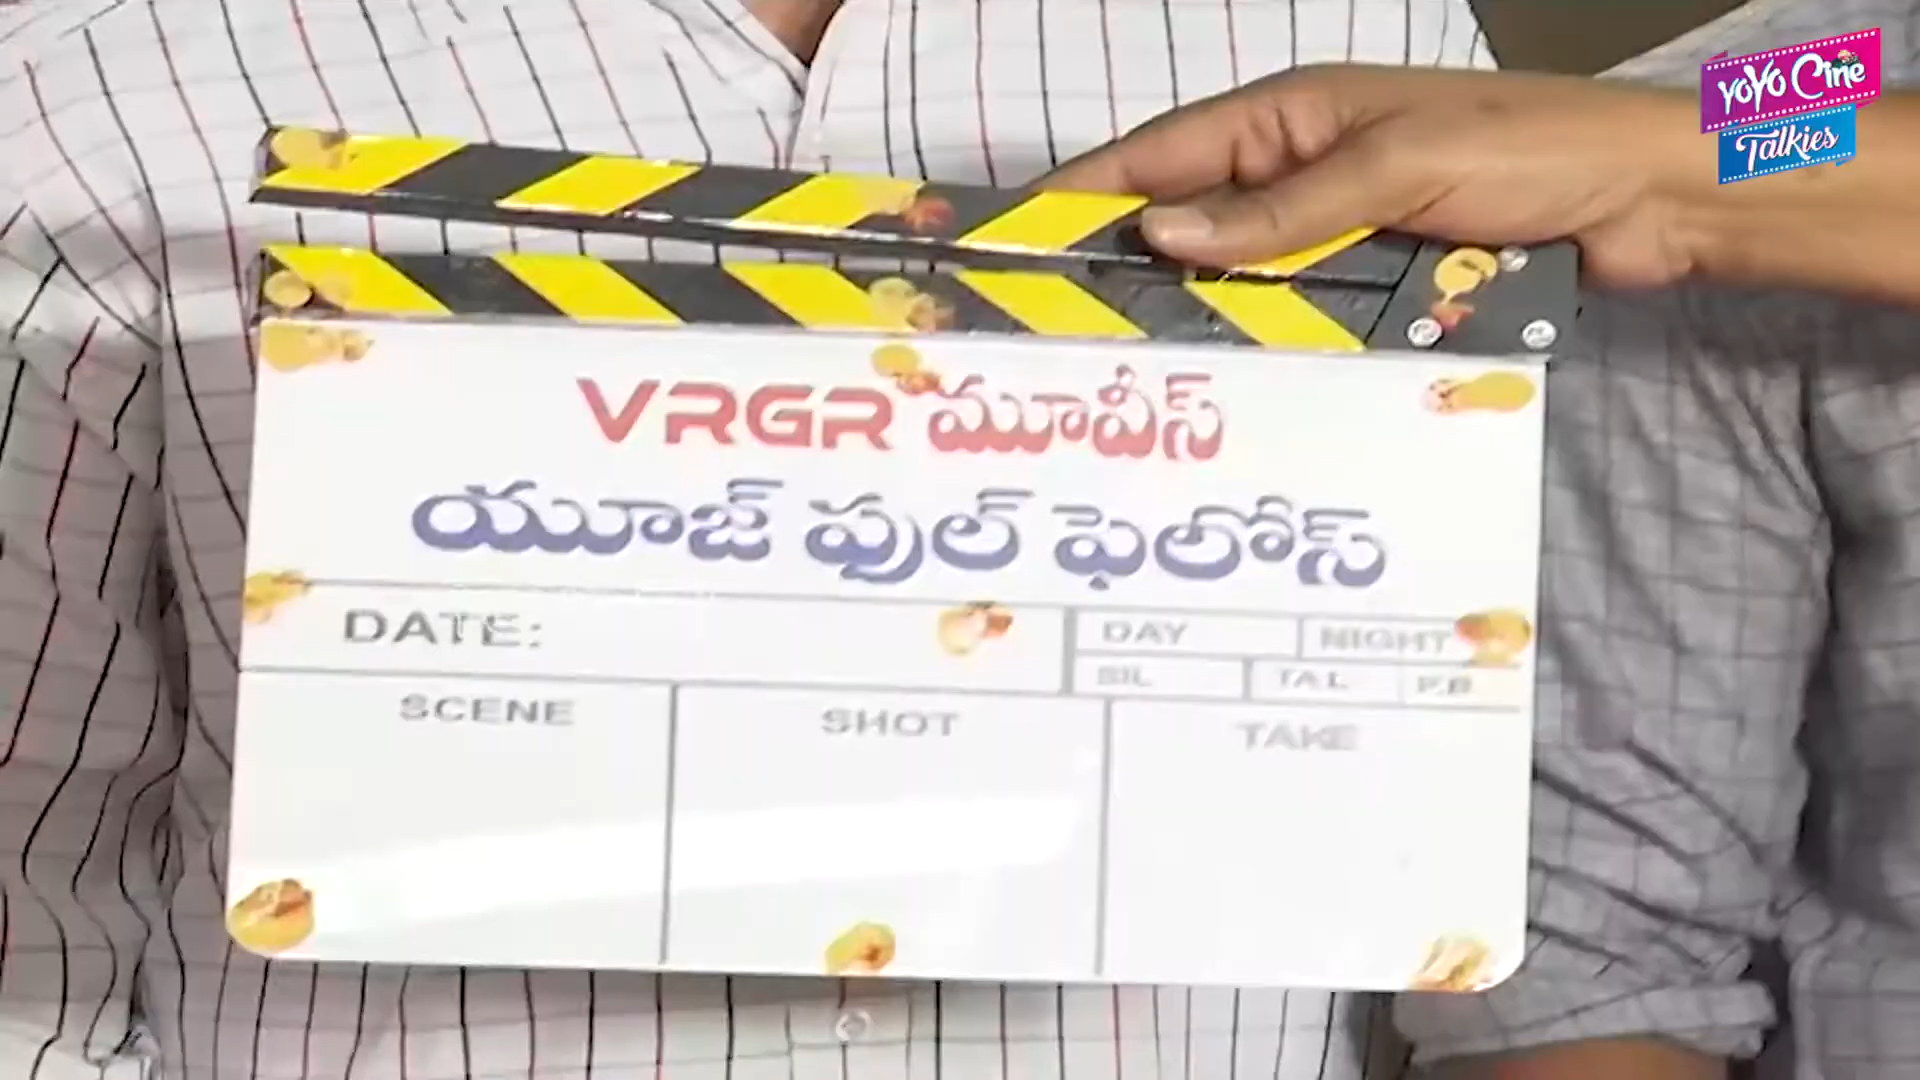 YOYO Cine
Talkies
VRGR మూవీస్
యూజ్ ఫుల్ ఫెలోస్
DATE:
DAY NIGHT
SIL TAL P.B
SCENE SHOT TAKE